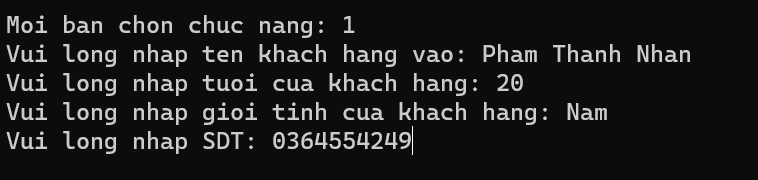 Moi ban chon chuc nang: 1
Vui long nhap ten khach hang vao: Pham Thanh Nhan
Vui long nhap tuoi cua khach hang: 20
Vui long nhap gioi tinh cua khach hang: Nam
Vui long nhap SDT: 0364554249